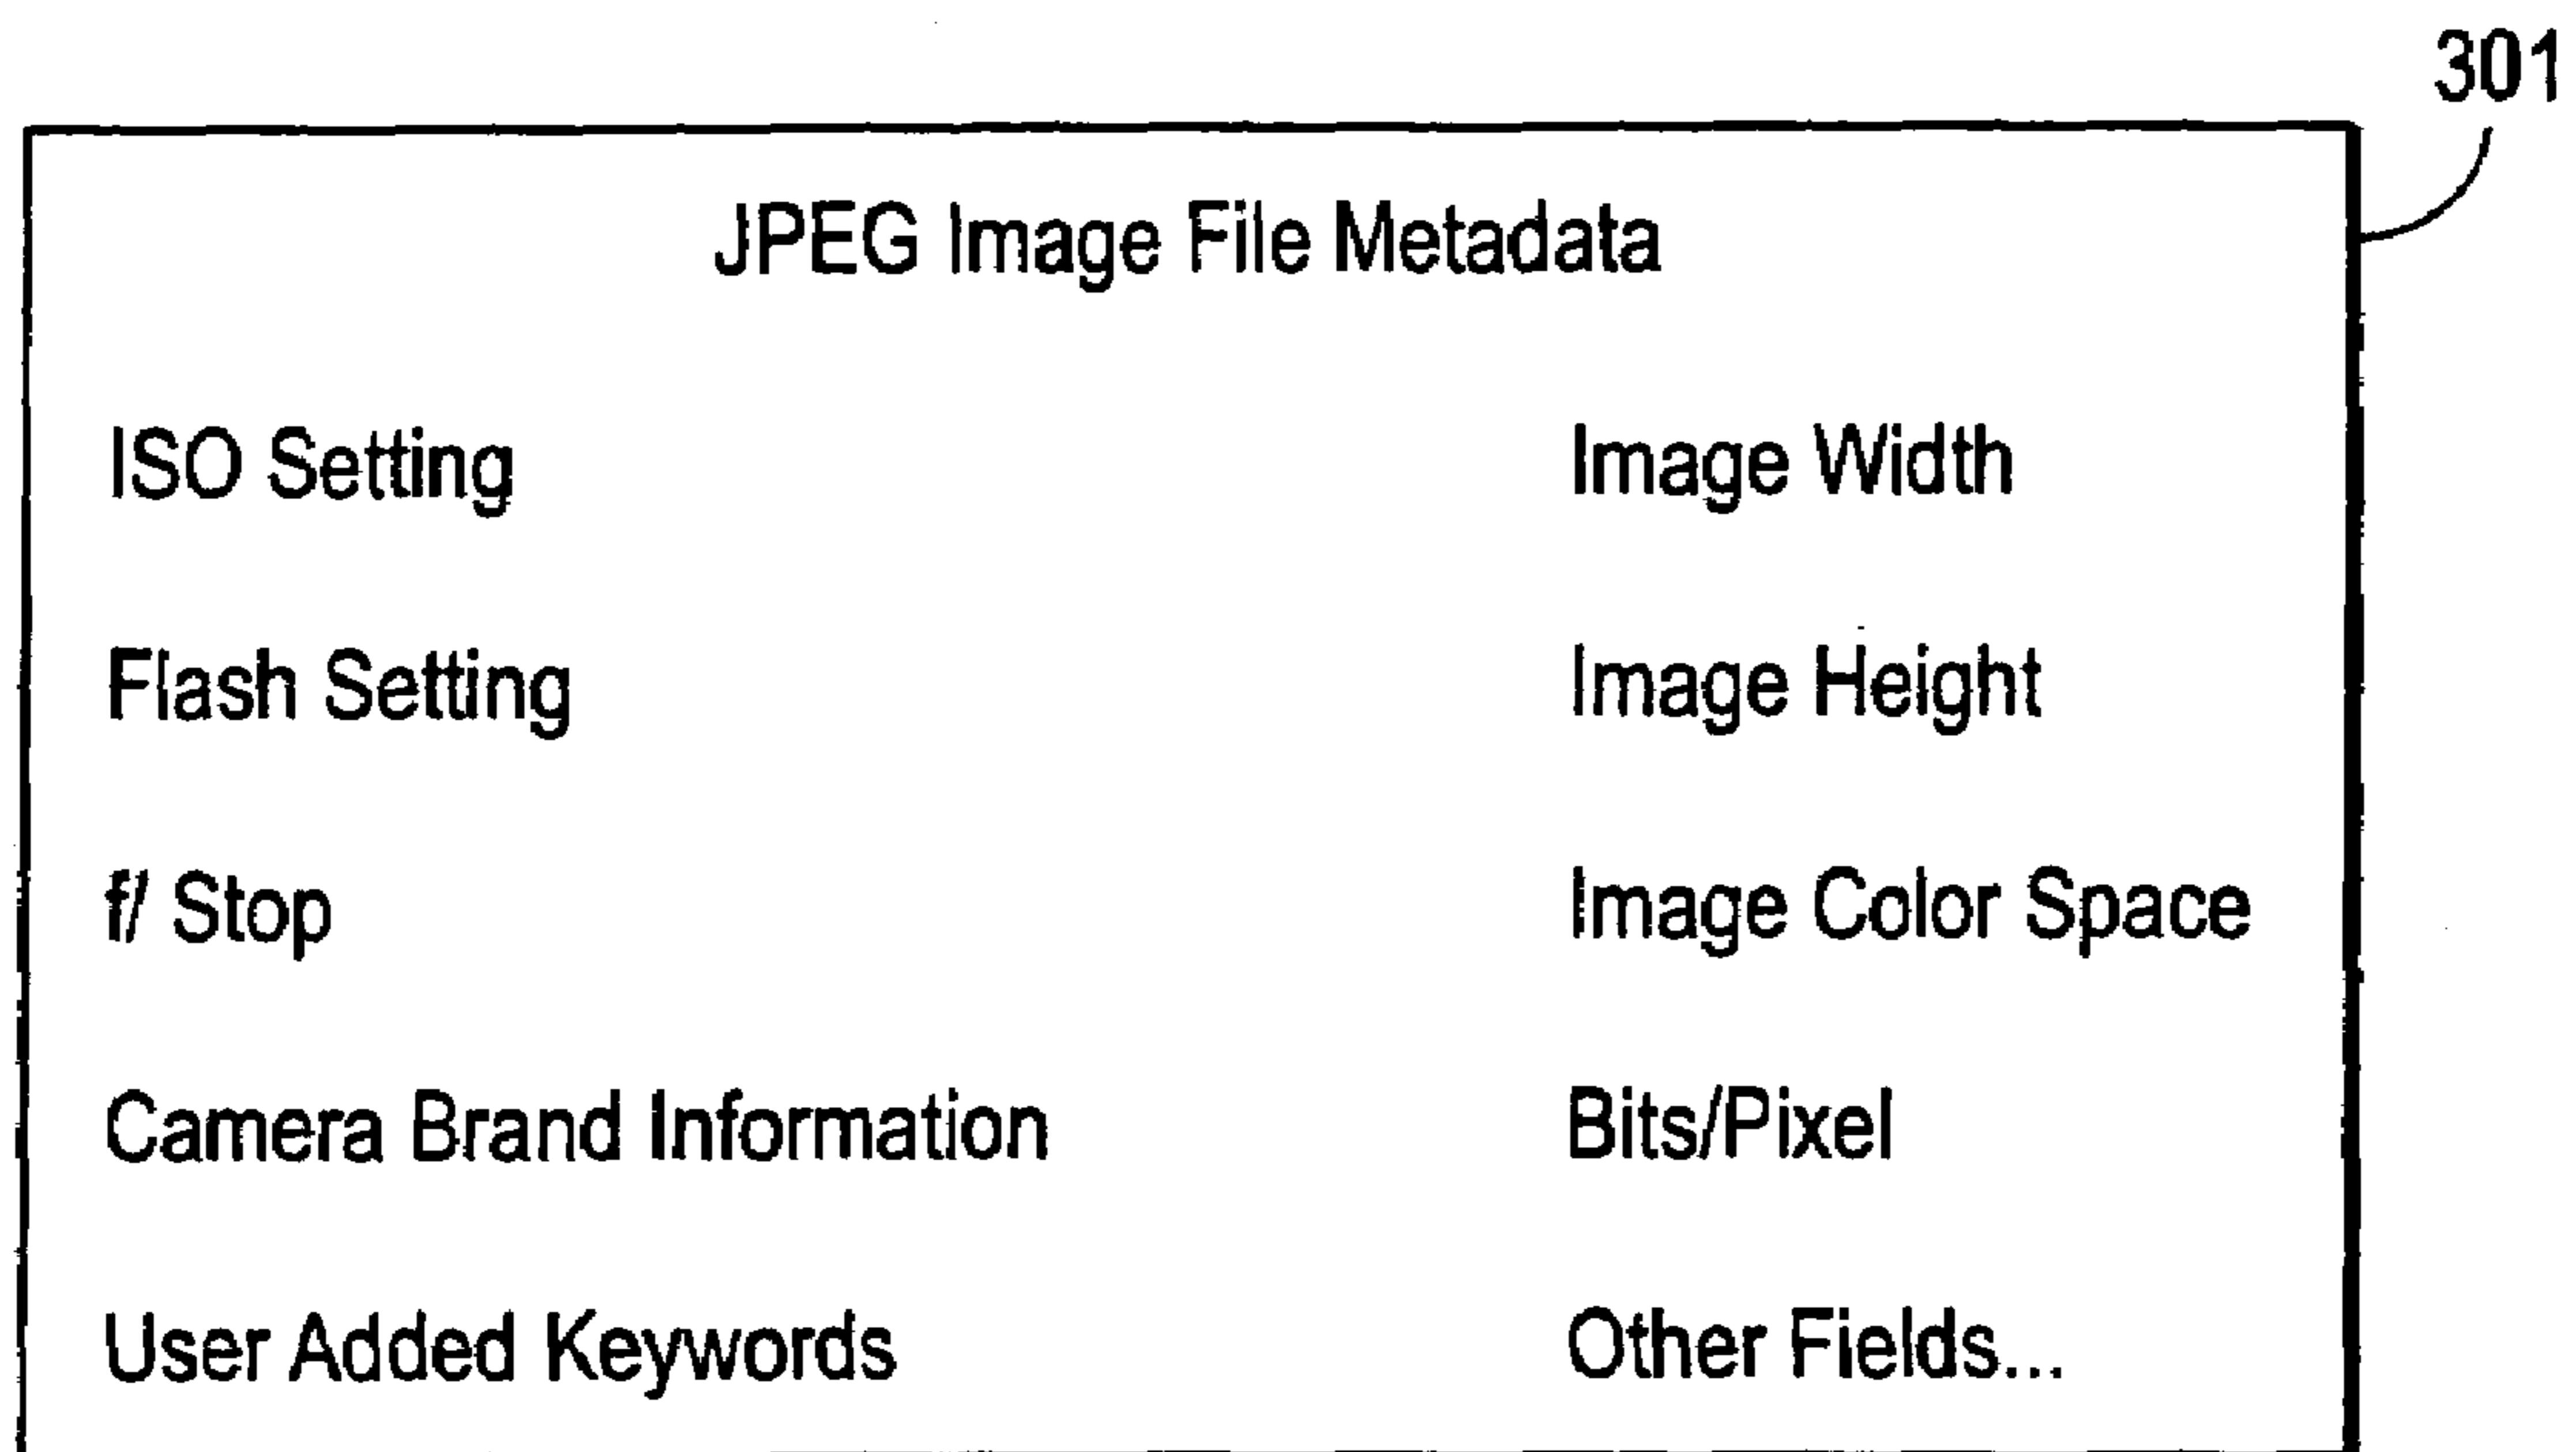 301
JPEG Image File Metadata
ISO Setting
Image Width
Flash Setting
Image Height
f/ Stop
Image Color Space
Camera Brand Information
Bits/Pixel
User Added Keywords
Other Fields...